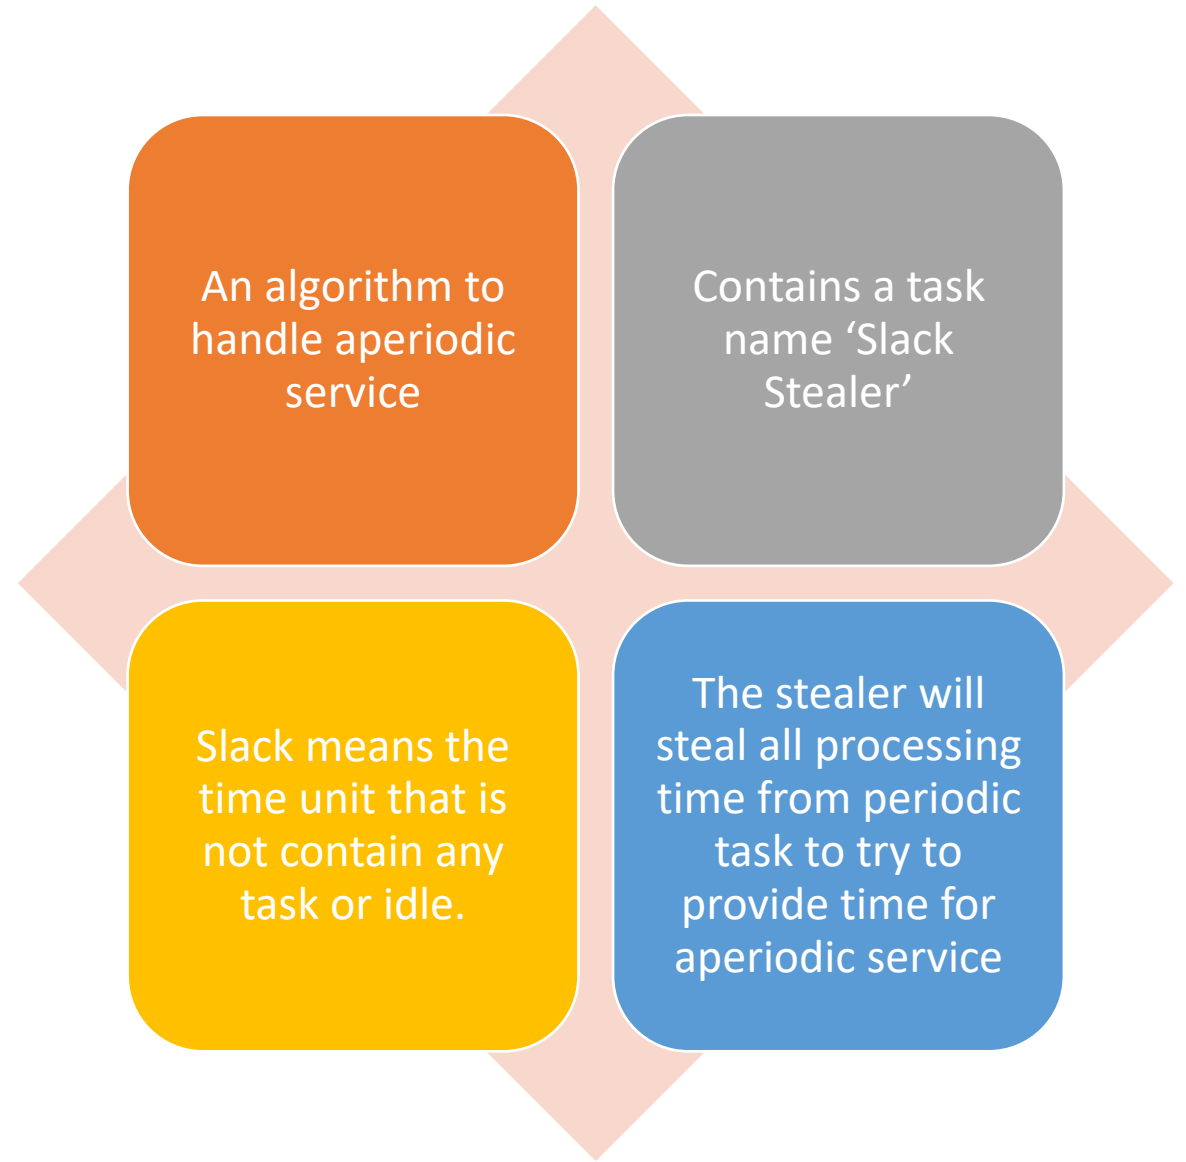 An algorithm to
handle aperiodic
service
Contains a task
name ‘Slack
Stealer’
Slack means the
time unit that is
not contain any
task or idle.
The stealer will
steal all processing
time from periodic
task to try to
provide time for
aperiodic service